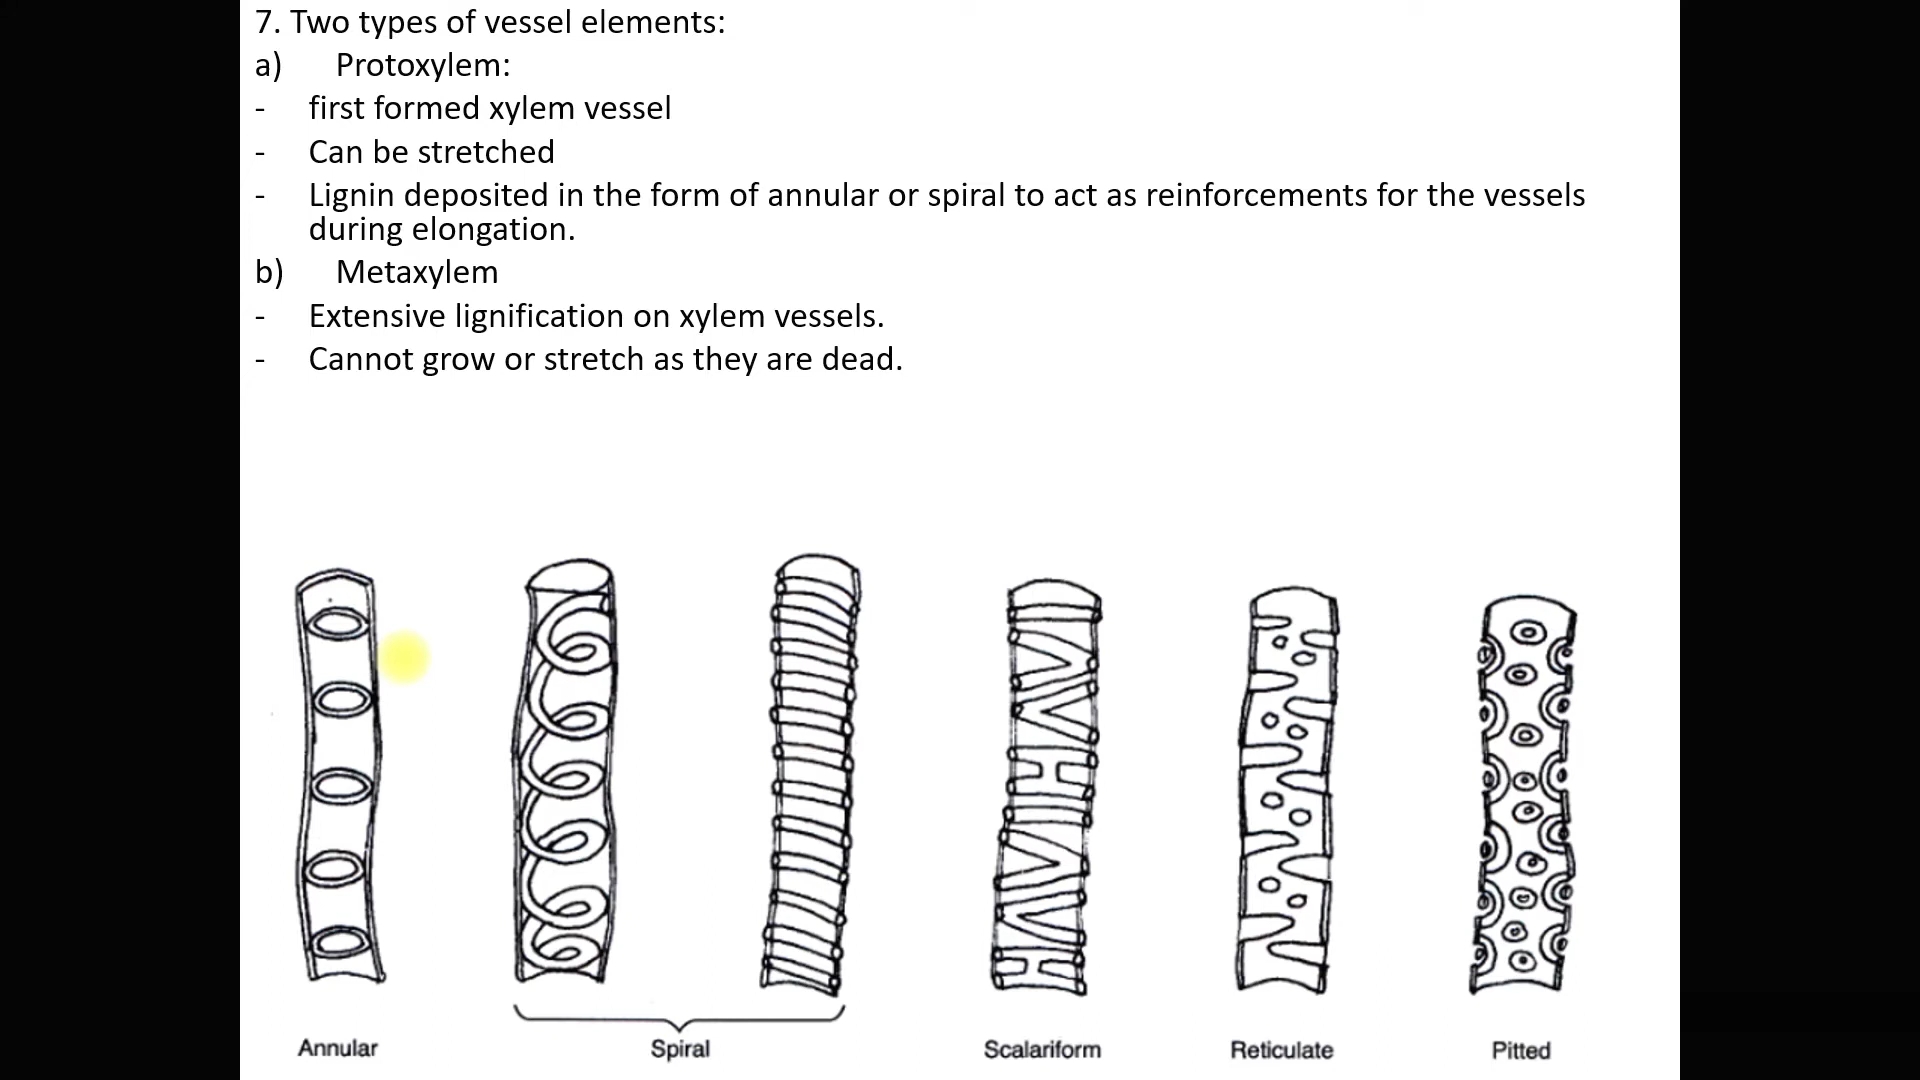 7. Two types of vessel elements:
a) Protoxylem:
- first formed xylem vessel
- Can be stretched
- Lignin deposited in the form of annular or spiral to act as reinforcements for the vessels
during elongation.
b) Metaxylem
- Extensive lignification on xylem vessels.
- Cannot grow or stretch as they are dead.
Annular
Spiral
Scalariform
Reticulate
Pitted